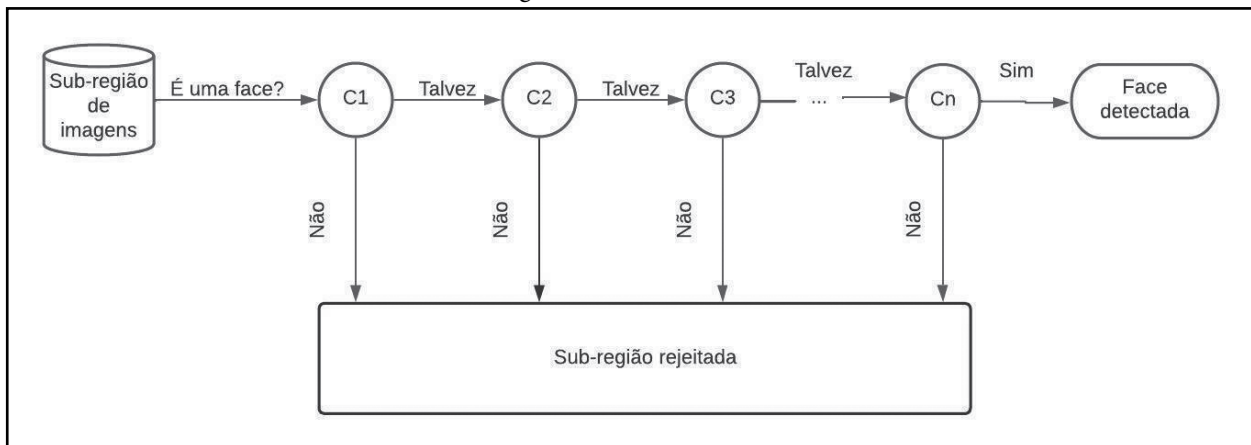 Sub-região
de
imagens
É uma face?
C1
Talvez
C2
Talvez
C3
Talvez
...
Cn
Sim
Face
detectada
Não
Não
Não
Não
Sub-região rejeitada